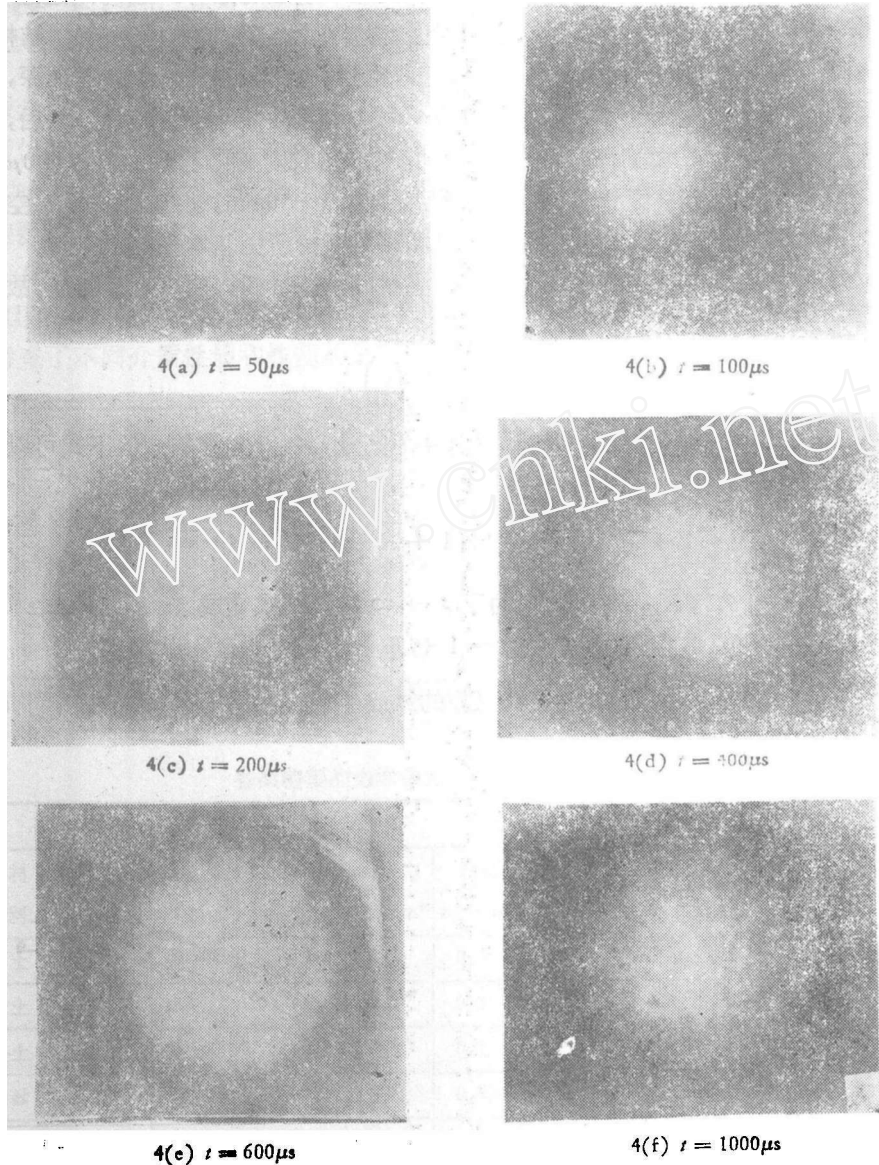 4(a) t = 50μs
4(b) t = 100μs
www.cnki.net
4(c) t = 200μs
4(d) t = 400μs
4(e) t = 600μs
4(f) t = 1000μs